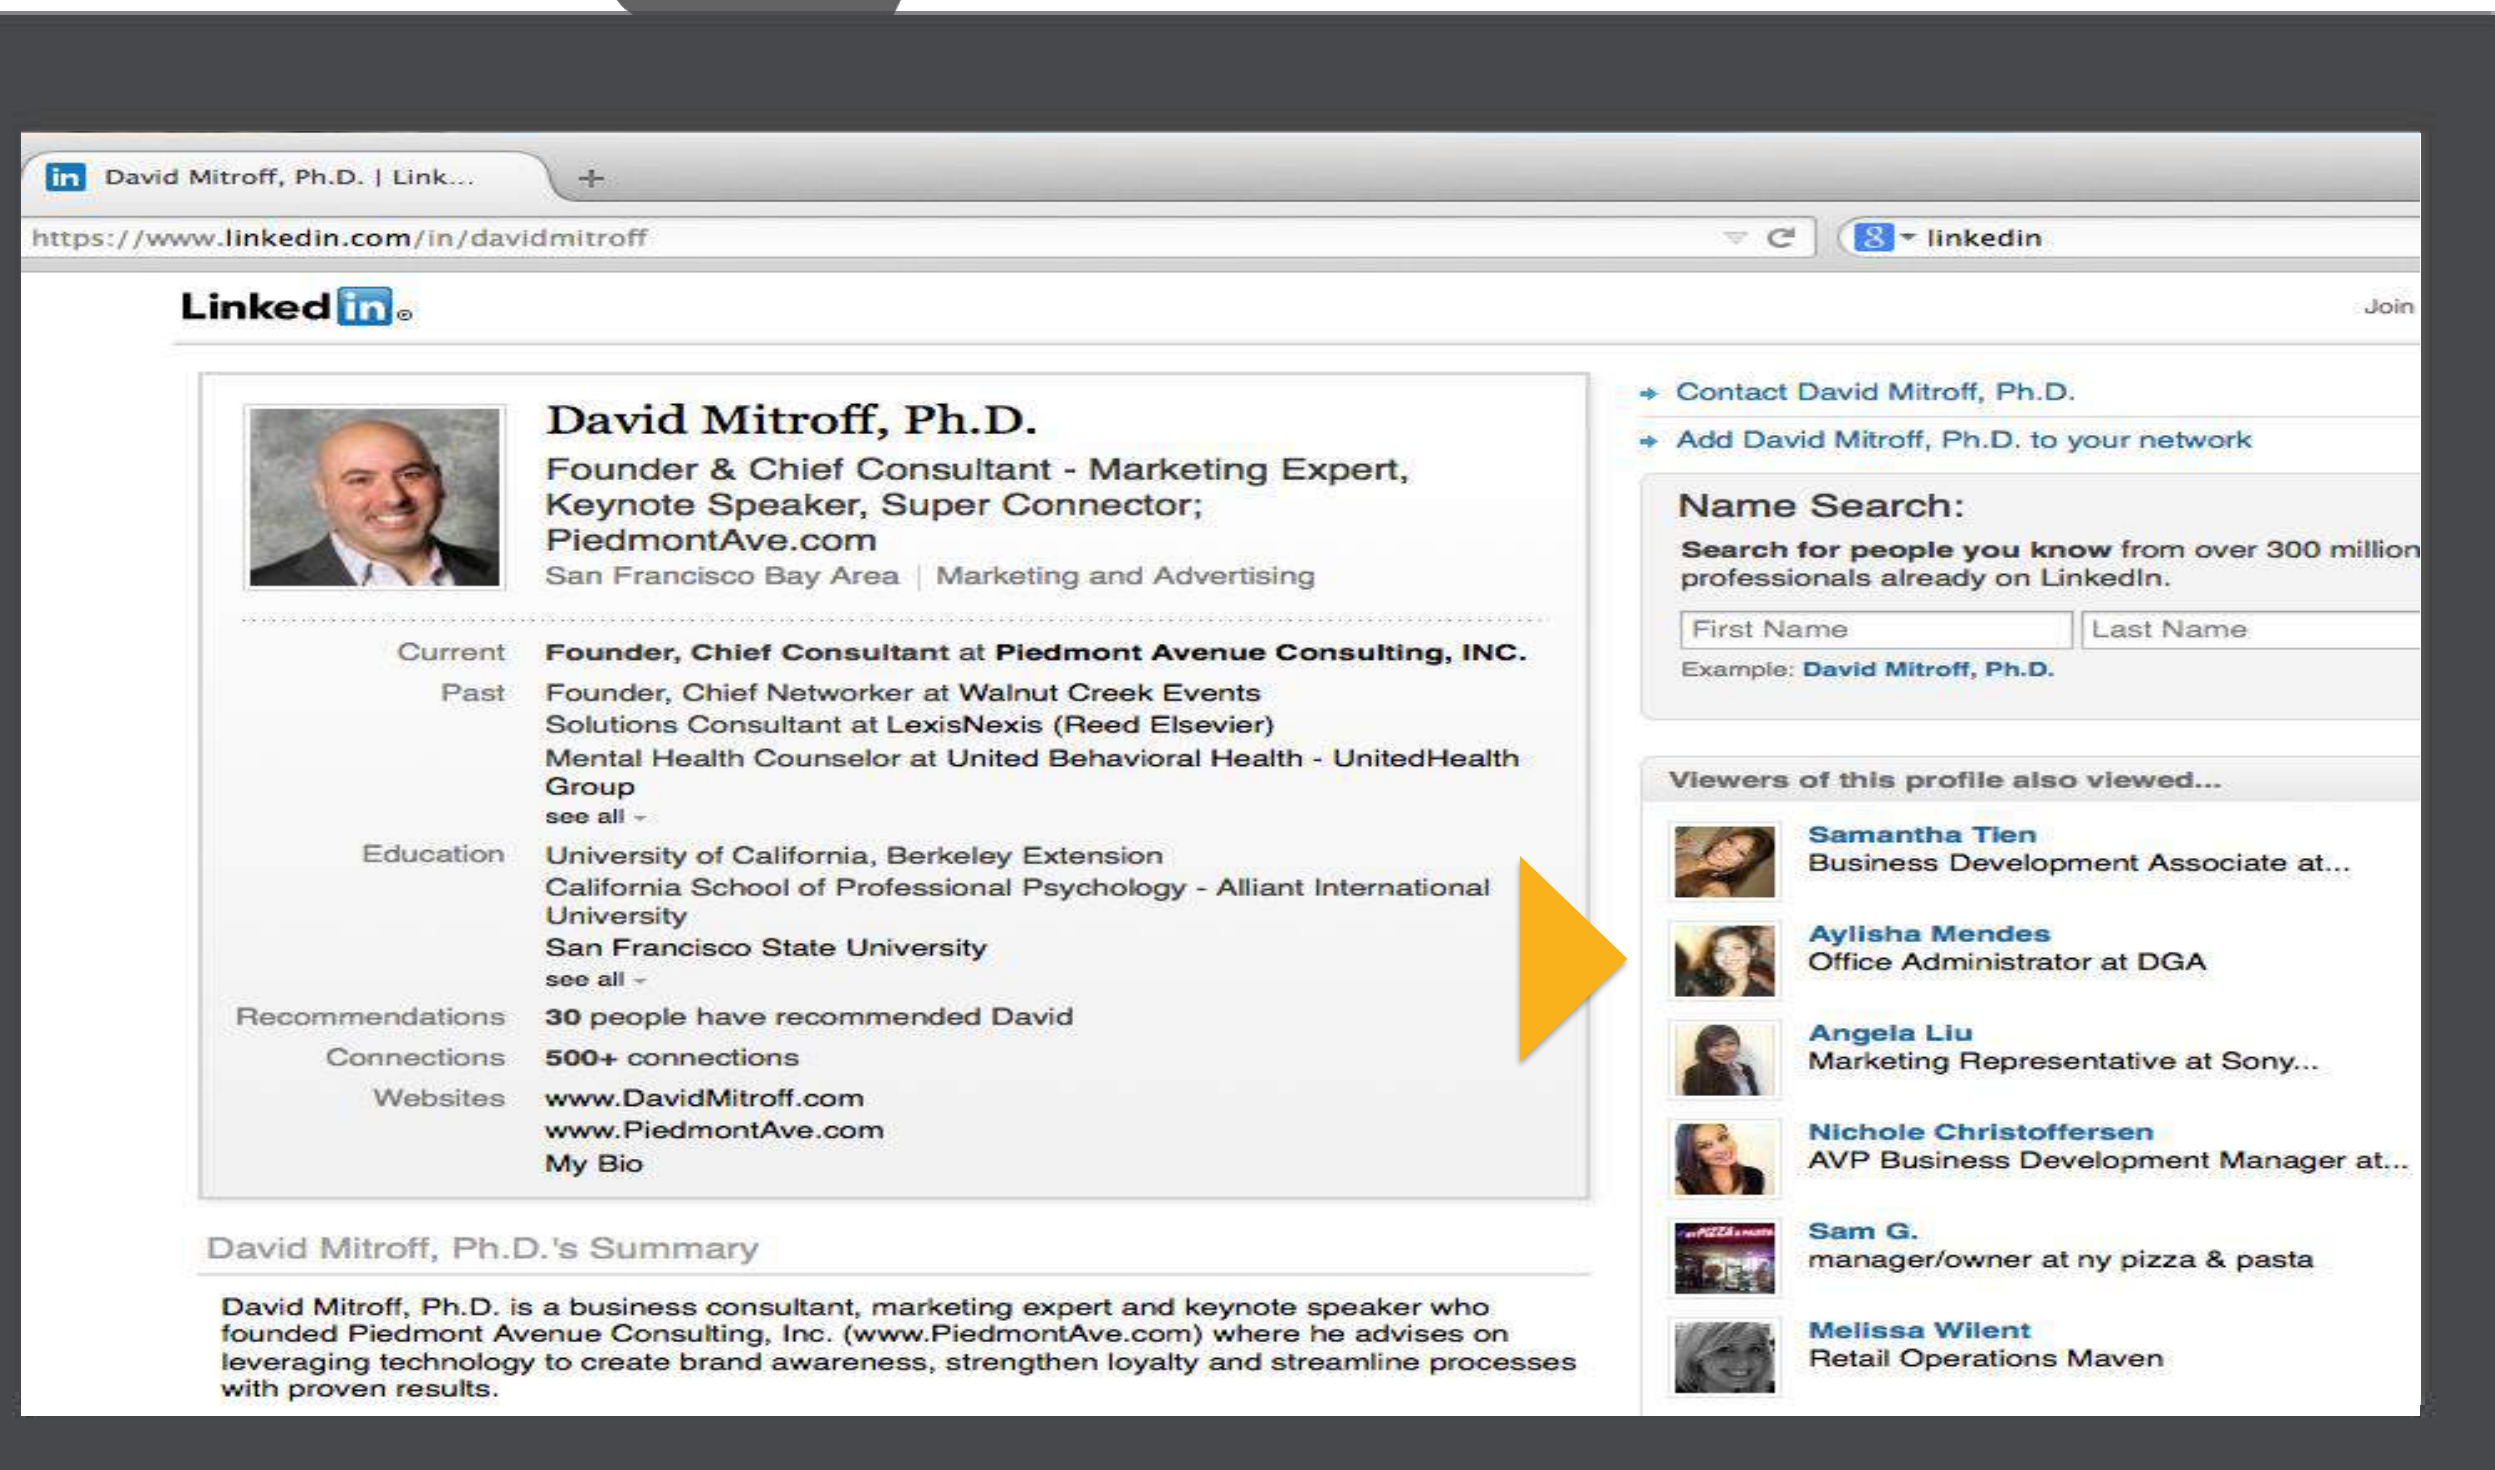 in David Mitroff, Ph.D. | Link... +
https://www.linkedin.com/in/davidmitroff
8 linkedin
Linked in ®
Join
David Mitroff, Ph.D.
Founder & Chief Consultant - Marketing Expert,
Keynote Speaker, Super Connector;
PiedmontAve.com
San Francisco Bay Area | Marketing and Advertising
Current Founder, Chief Consultant at Piedmont Avenue Consulting, INC.
Past Founder, Chief Networker at Walnut Creek Events
Solutions Consultant at LexisNexis (Reed Elsevier)
Mental Health Counselor at United Behavioral Health - UnitedHealth
Group
see all
Education University of California, Berkeley Extension
California School of Professional Psychology - Alliant International
University
San Francisco State University
see all
Recommendations 30 people have recommended David
Connections 500+ connections
Websites www.DavidMitroff.com
www.PiedmontAve.com
My Bio
David Mitroff, Ph.D.'s Summary
David Mitroff, Ph.D. is a business consultant, marketing expert and keynote speaker who
founded Piedmont Avenue Consulting, Inc. (www.PiedmontAve.com) where he advises on
leveraging technology to create brand awareness, strengthen loyalty and streamline processes
with proven results.
Contact David Mitroff, Ph.D.
Add David Mitroff, Ph.D. to your network
Name Search:
Search for people you know from over 300 million
professionals already on LinkedIn.
First Name Last Name
Example: David Mitroff, Ph.D.
Viewers of this profile also viewed...
Samantha Tien
Business Development Associate at...
Aylisha Mendes
Office Administrator at DGA
Angela Liu
Marketing Representative at Sony...
Nichole Christoffersen
AVP Business Development Manager at...
PIZZA
Sam G.
manager/owner at ny pizza & pasta
Melissa Wilent
Retail Operations Maven